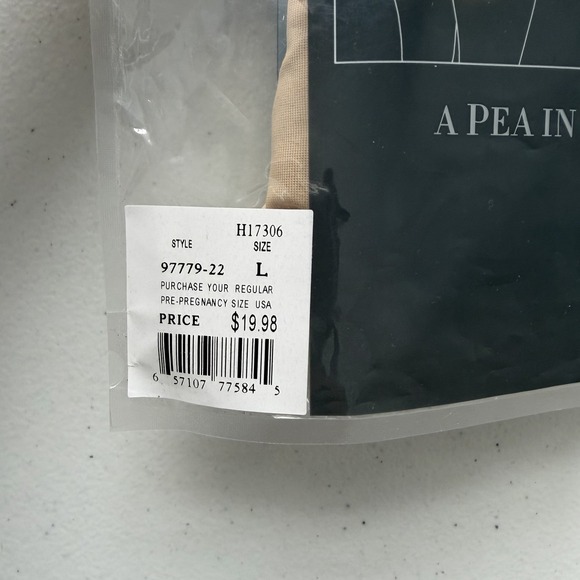 A PEA IN
H17306
STYLE SIZE
97779-22 L
PURCHASE YOUR REGULAR
PRE-PREGNANCY SIZE USA
PRICE $19.98
6 57107 77584 5